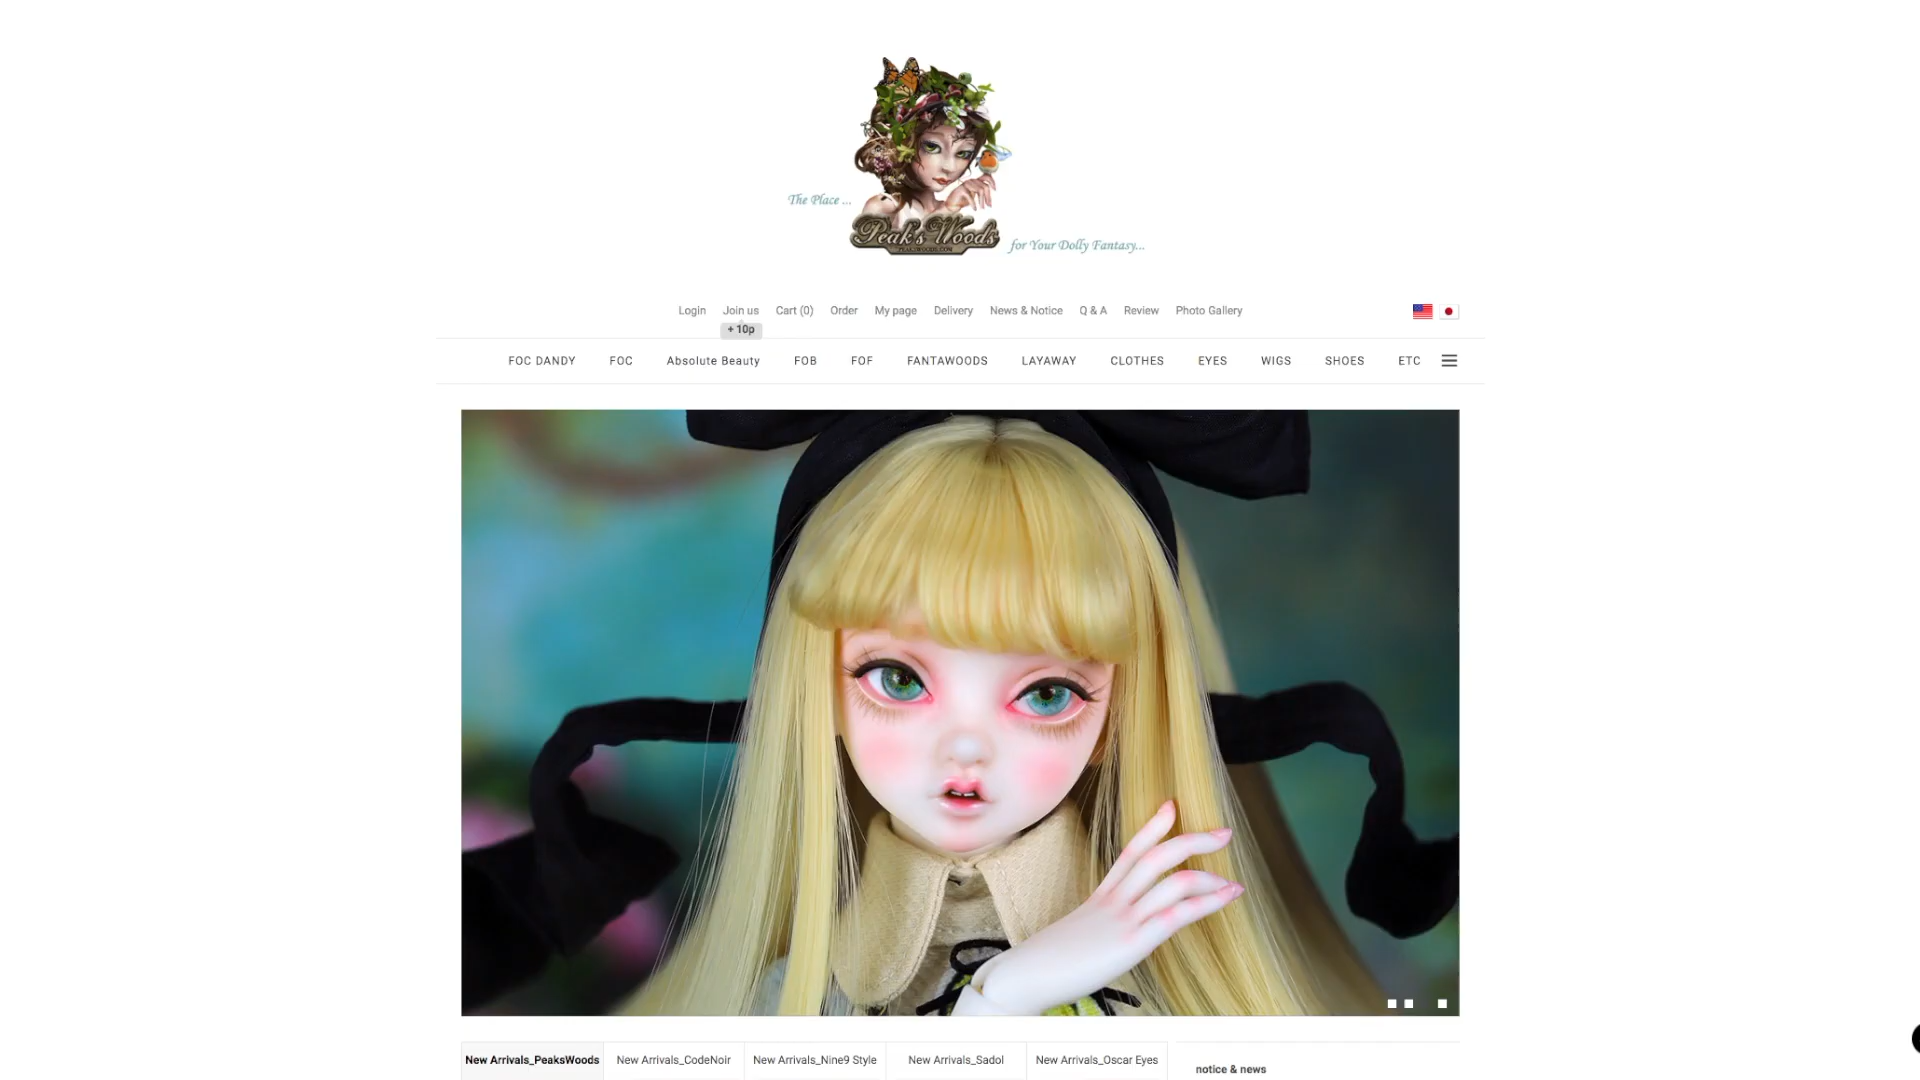 The Place ...
Peak's Woods
PEAKSWOODS.COM
for Your Dolly Fantasy...
Login Join us Cart (0) Order My page Delivery News & Notice Q & A Review Photo Gallery
+ 10p
FOC DANDY FOC Absolute Beauty FOB FOF FANTAWOODS LAYAWAY CLOTHES EYES WIGS SHOES ETC
New Arrivals_PeaksWoods New Arrivals_CodeNoir New Arrivals_Nine9 Style New Arrivals_Sadol New Arrivals_Oscar Eyes
notice & news